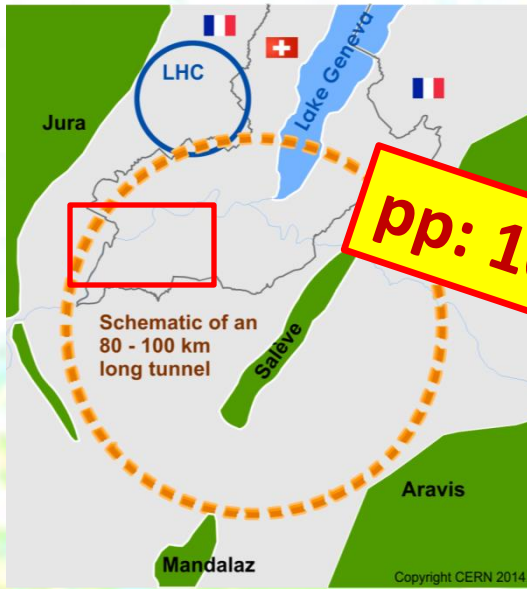 LHC
Lake Geneva
Jura
pp: 1
Schematic of an
80 - 100 km
long tunnel
Salève
Aravis
Mandalaz
Copyright CERN 2014